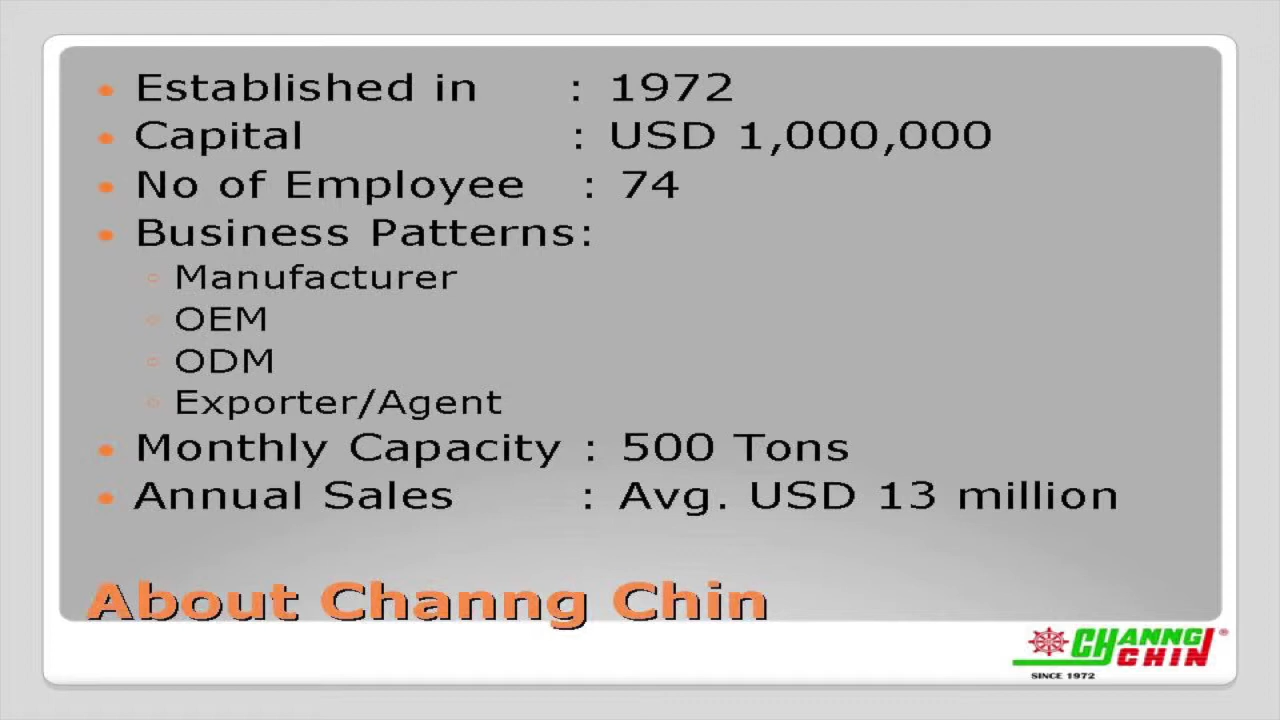 Established in : 1972
Capital : USD 1,000,000
No of Employee : 74
Business Patterns:
Manufacturer
OEM
ODM
Exporter/Agent
Monthly Capacity : 500 Tons
Annual Sales : Avg. USD 13 million
About Channg Chin
CHANNG
CHIN
®
SINCE 1972